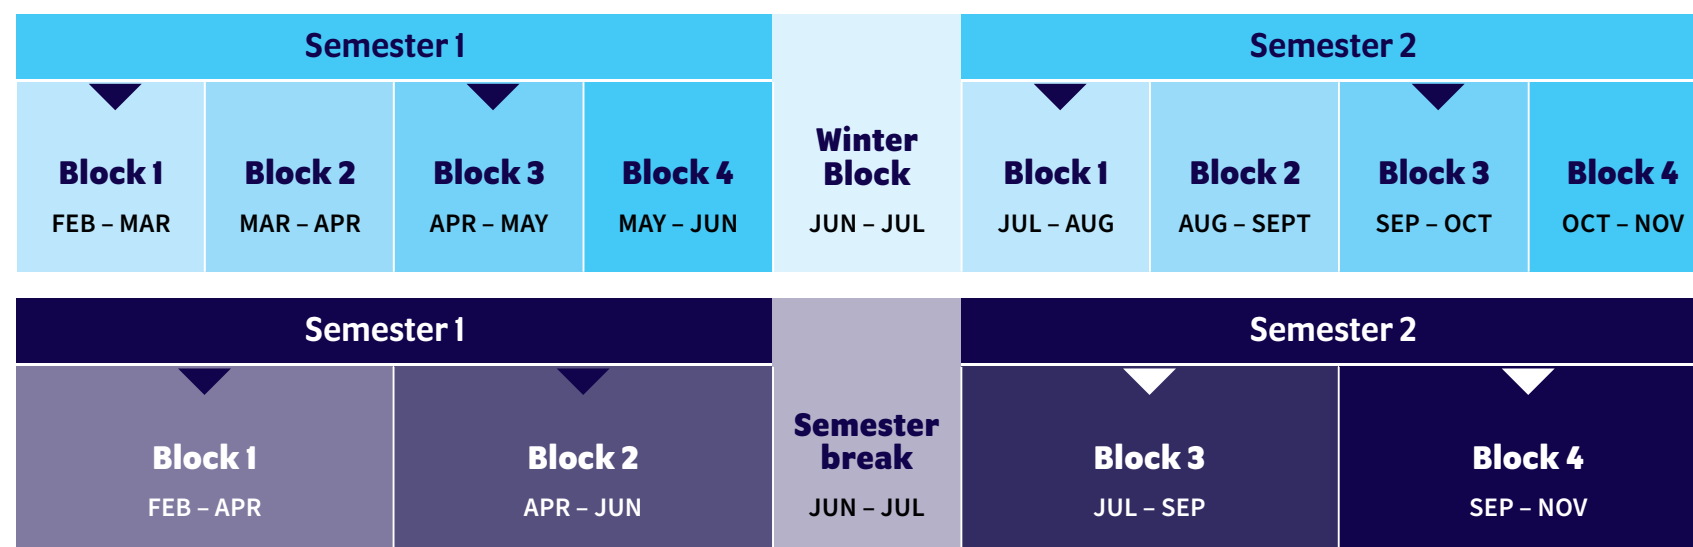 Semester 1
Semester 2
Winter
Block
JUN – JUL
Block 1
FEB – MAR
Block 2
MAR – APR
Block 3
APR – MAY
Block 4
MAY – JUN
Block 1
JUL – AUG
Block 2
AUG – SEPT
Block 3
SEP – OCT
Block 4
OCT – NOV
Semester 1
Semester 2
Block 1
FEB – APR
Block 2
APR – JUN
Semester
break
JUN – JUL
Block 3
JUL – SEP
Block 4
SEP – NOV